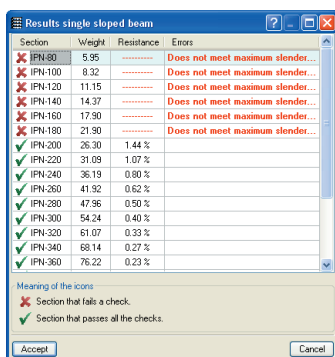 Results single sloped beam
Section Weight Resistance Errors
IPN-80 5.95 ---------- Does not meet maximum slender...
IPN-100 8.32 ---------- Does not meet maximum slender...
IPN-120 11.15 ---------- Does not meet maximum slender...
IPN-140 14.37 ---------- Does not meet maximum slender...
IPN-160 17.90 ---------- Does not meet maximum slender...
IPN-180 21.90 ---------- Does not meet maximum slender...
IPN-200 26.30 1.44 %
IPN-220 31.09 1.07 %
IPN-240 36.19 0.80 %
IPN-260 41.92 0.62 %
IPN-280 47.96 0.50 %
IPN-300 54.24 0.40 %
IPN-320 61.07 0.33 %
IPN-340 68.14 0.27 %
IPN-360 76.22 0.23 %
Meaning of the icons
Section that fails a check.
Section that passes all the checks.
Accept Cancel